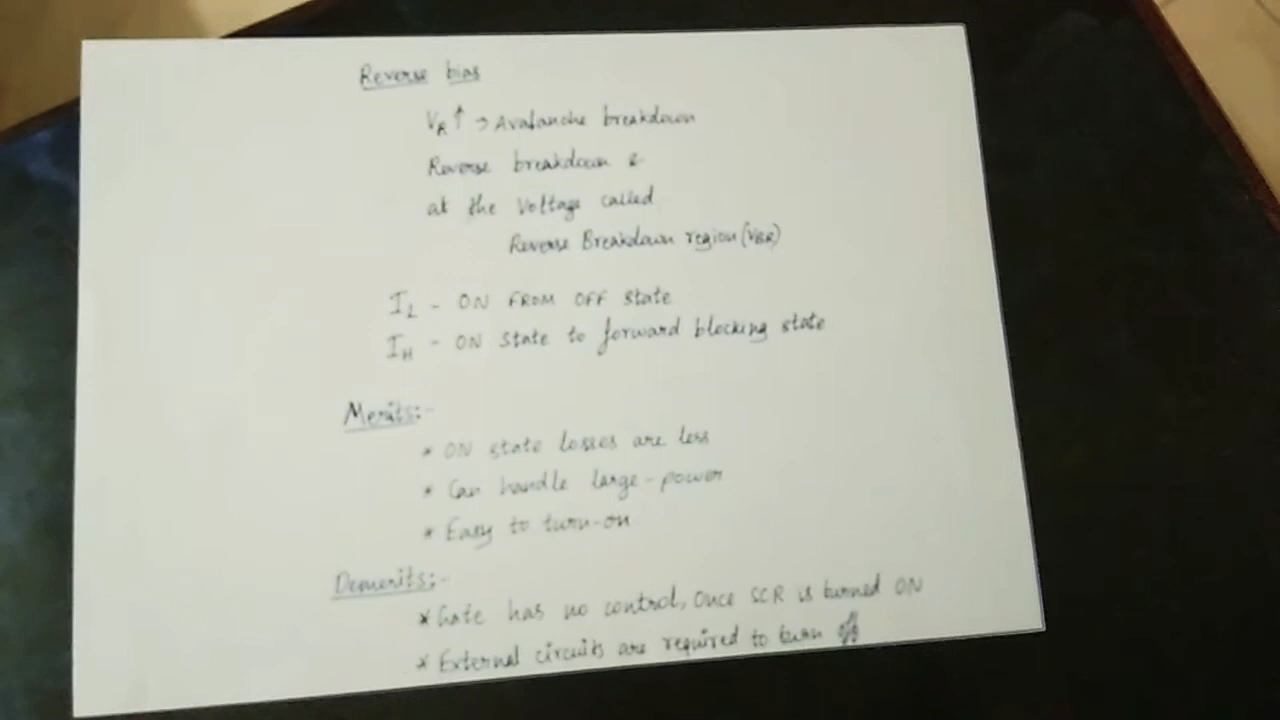 Reverse bias
VR↑ → Avalanche breakdown
Reverse breakdown &
at the Voltage called
Reverse Breakdown region (VBR)
IL - ON FROM OFF state
IH - ON State to forward blocking state
Merits:-
* ON state losses are less
* Can handle large-power
* Easy to turn-on
Demerits:-
* Gate has no control, Once SCR is turned ON
* External circuits are required to turn off